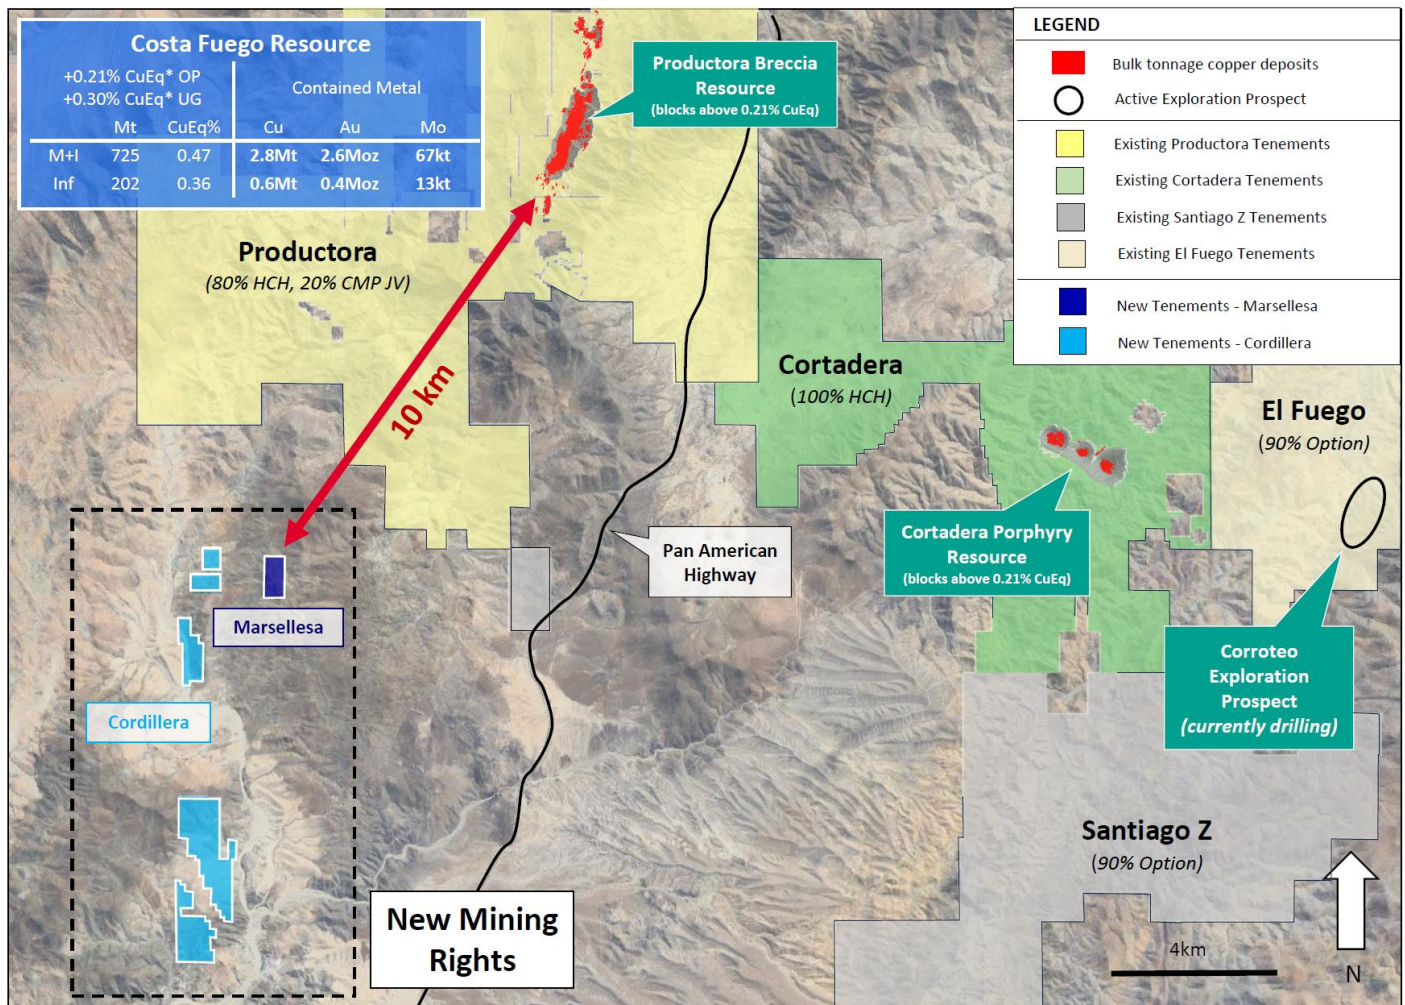 Costa Fuego Resource
+0.21% CuEq* OP
+0.30% CuEq* UG
Contained Metal
Mt CuEq% Cu Au Mo
M+I 725 0.47 2.8Mt 2.6Moz 67kt
Inf 202 0.36 0.6Mt 0.4Moz 13kt
Productora Breccia
Resource
(blocks above 0.21% CuEq)
LEGEND
Bulk tonnage copper deposits
Active Exploration Prospect
Existing Productora Tenements
Existing Cortadera Tenements
Existing Santiago Z Tenements
Existing El Fuego Tenements
New Tenements - Marsellesa
New Tenements - Cordillera
Productora
(80% HCH, 20% CMP JV)
10 km
Cortadera
(100% HCH)
El Fuego
(90% Option)
Cortadera Porphyry
Resource
(blocks above 0.21% CuEq)
Pan American
Highway
Marsellesa
Cordillera
Corroteo
Exploration
Prospect
(currently drilling)
Santiago Z
(90% Option)
New Mining
Rights
4km
N